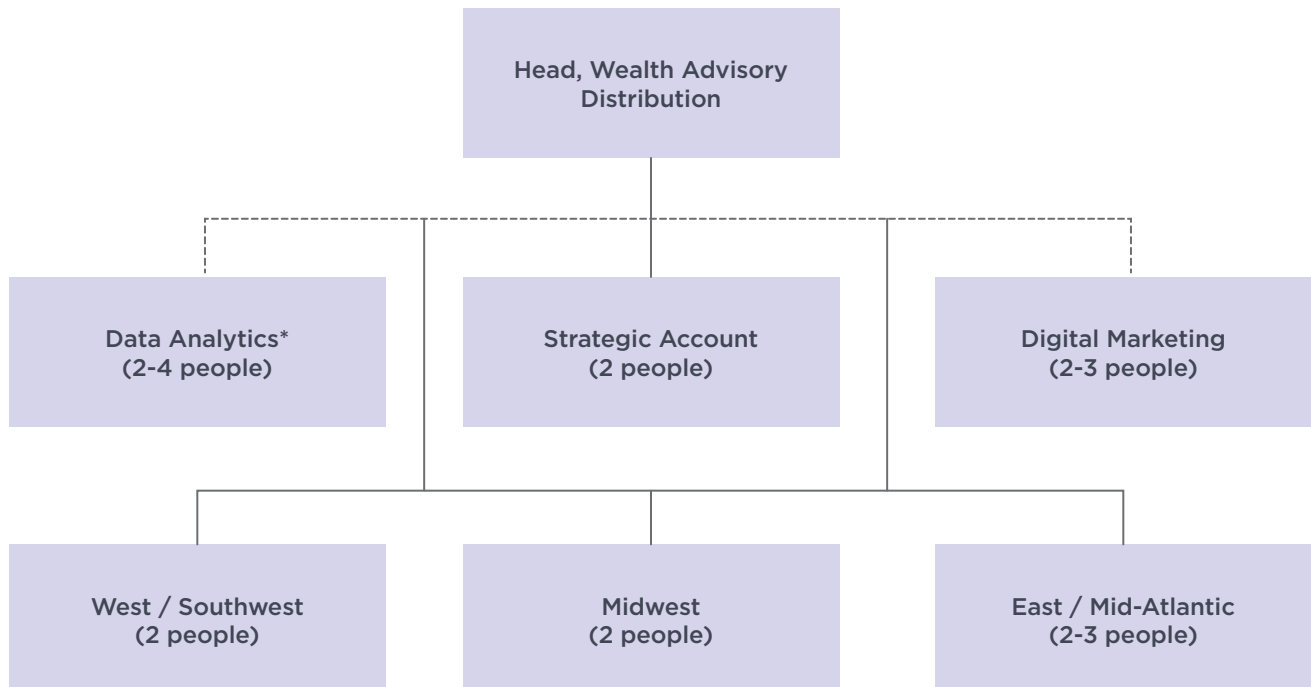 Head, Wealth Advisory
Distribution
Data Analytics*
(2-4 people)
Strategic Account
(2 people)
Digital Marketing
(2-3 people)
West / Southwest
(2 people)
Midwest
(2 people)
East / Mid-Atlantic
(2-3 people)